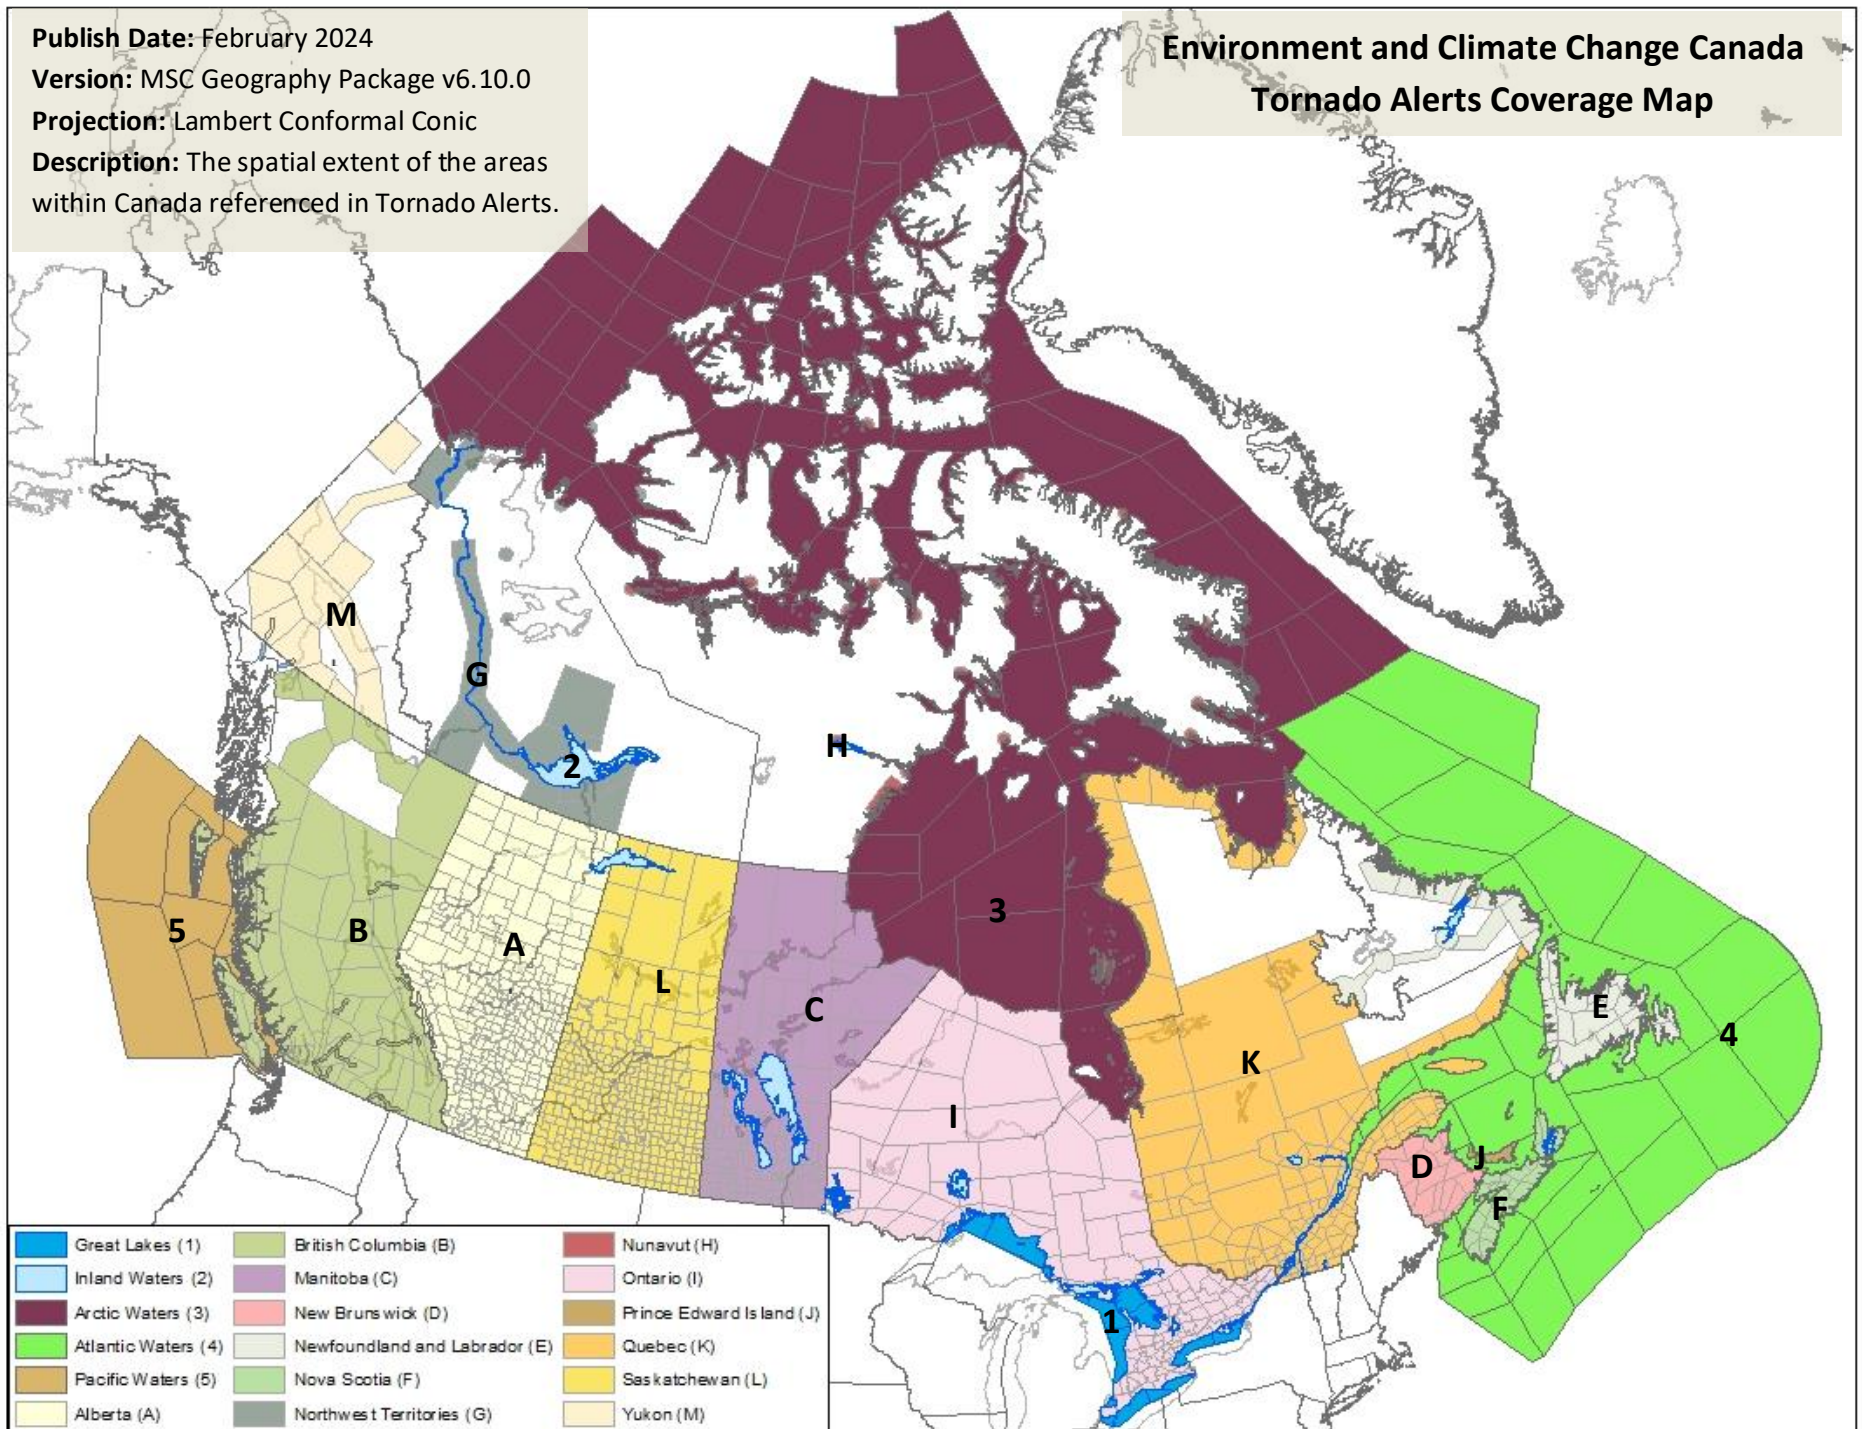 Publish Date: February 2024
Version: MSC Geography Package v6.10.0
Projection: Lambert Conformal Conic
Description: The spatial extent of the areas
within Canada referenced in Tornado Alerts.
Environment and Climate Change Canada
Tornado Alerts Coverage Map
M
G
2
H
5
B
A
L
C
3
K
I
E
4
D
J
F
1
Great Lakes (1)
Inland Waters (2)
Arctic Waters (3)
Atlantic Waters (4)
Pacific Waters (5)
Alberta (A)
British Columbia (B)
Manitoba (C)
New Brunswick (D)
Newfoundland and Labrador (E)
Nova Scotia (F)
Northwest Territories (G)
Nunavut (H)
Ontario (I)
Prince Edward Island (J)
Quebec (K)
Saskatchewan (L)
Yukon (M)